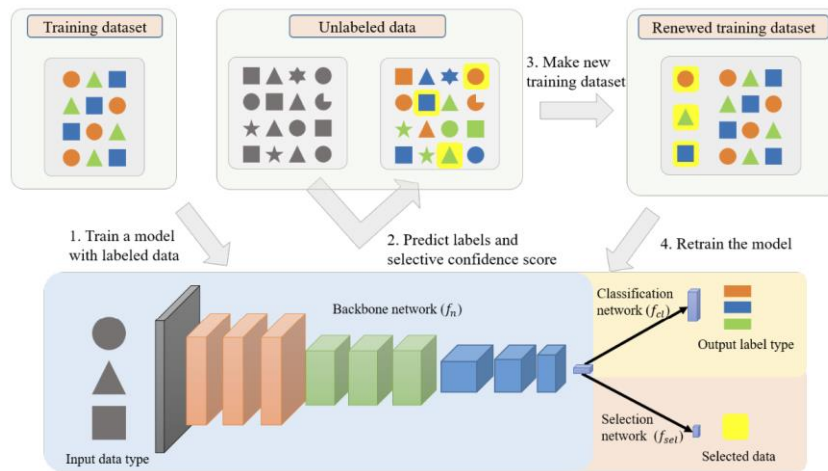 Training dataset
Unlabeled data
Renewed training dataset
3. Make new
training dataset
1. Train a model
with labeled data
2. Predict labels and
selective confidence score
4. Retrain the model
Backbone network (fn)
Classification
network (fcl)
Output label type
Input data type
Selection
network (fsel)
Selected data